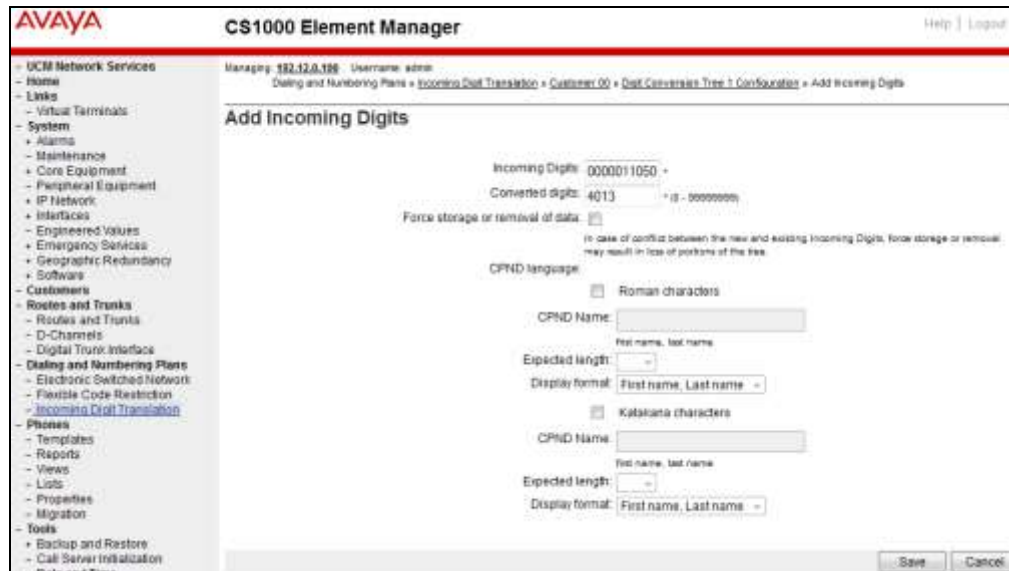 AVAYA
CS1000 Element Manager
Help | Logout
- UCM Network Services
- Home
- Links
- Virtual Terminals
- System
+ Alarms
- Maintenance
+ Core Equipment
- Peripheral Equipment
+ IP Network
+ Interfaces
- Engineered Values
+ Emergency Services
+ Geographic Redundancy
+ Software
- Customers
- Routes and Trunks
- Routes and Trunks
- D-Channels
- Digital Trunk Interface
- Dialing and Numbering Plans
- Electronic Switched Network
- Flexible Code Restriction
- Incoming Digit Translation
- Phones
- Templates
- Reports
- Views
- Lists
- Properties
- Migration
- Tools
+ Backup and Restore
- Call Server Initialization
Managing: 192.12.0.100 Username: admin
Dialing and Numbering Plans » Incoming Digit Translation » Customer 00 » Digit Conversion Tree 1 Configuration » Add Incoming Digits
Add Incoming Digits
Incoming Digits: 0000011050 *
Converted digits: 4013 * (0 - 99999999)
Force storage or removal of data:
In case of conflict between the new and existing Incoming Digits, force storage or removal
may result in loss of portions of the tree.
CPND language:
Roman characters
CPND Name:
first name, last name
Expected length:
Display format: First name, Last name
Katakana characters
CPND Name:
first name, last name
Expected length:
Display format: First name, Last name
Save Cancel